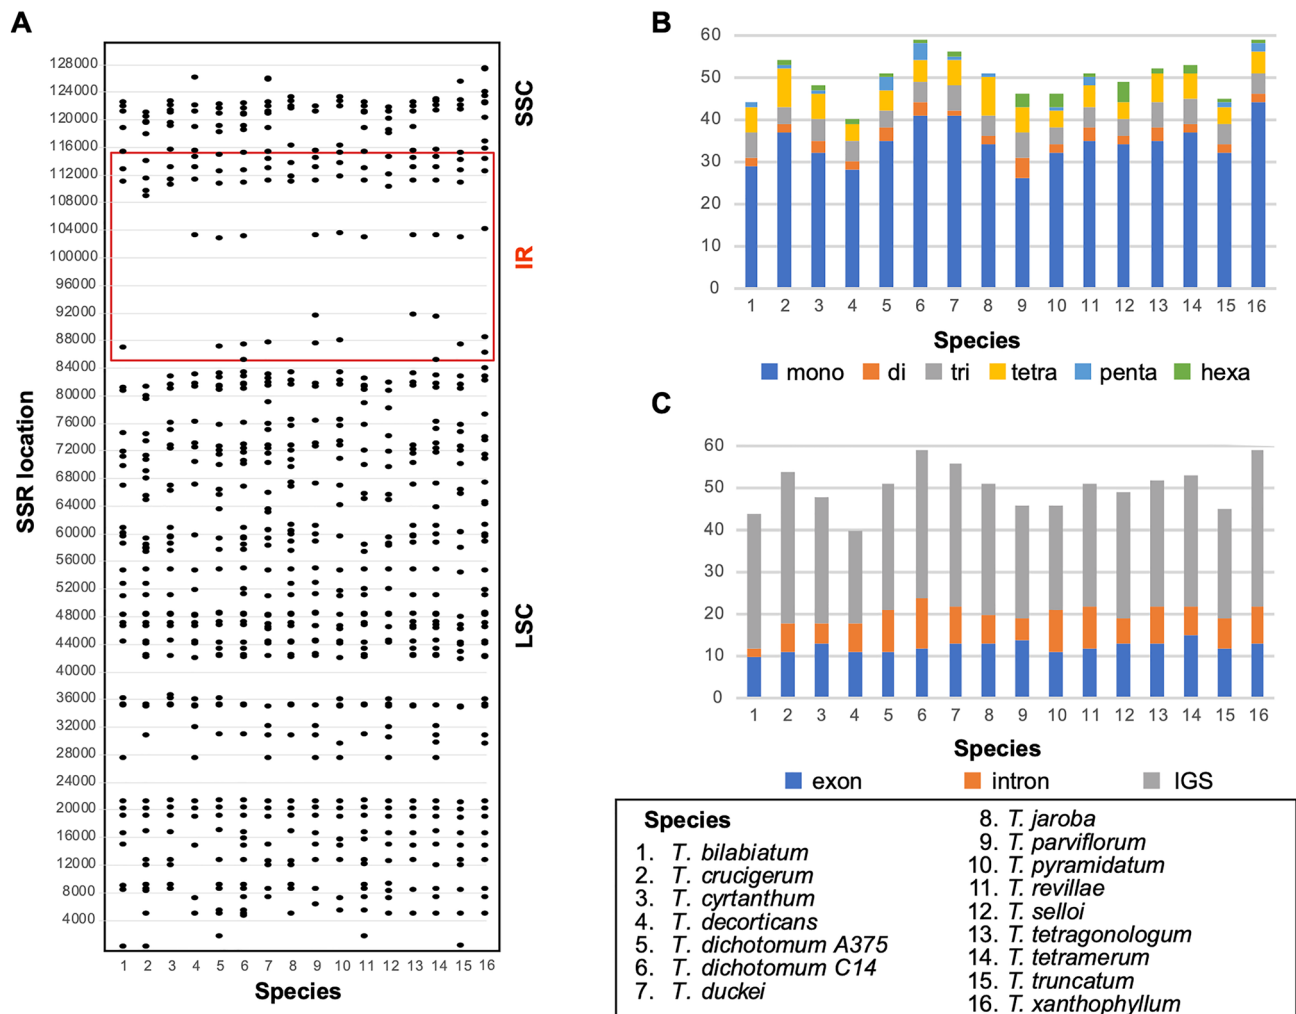 A
128000
124000
120000
116000
112000
108000
104000
100000
96000
92000
88000
84000
80000
76000
72000
68000
64000
60000
56000
52000
48000
44000
40000
36000
32000
28000
24000
20000
16000
12000
8000
4000
SSR location
1 2 3 4 5 6 7 8 9 10 11 12 13 14 15 16
Species
SSC
IR
LSC
B
60
50
40
30
20
10
0
1 2 3 4 5 6 7 8 9 10 11 12 13 14 15 16
Species
mono di tri tetra penta hexa
C
60
50
40
30
20
10
0
1 2 3 4 5 6 7 8 9 10 11 12 13 14 15 16
Species
exon intron IGS
Species
1. T. bilabiatum
2. T. crucigerum
3. T. cyrtanthum
4. T. decorticans
5. T. dichotomum A375
6. T. dichotomum C14
7. T. duckei
8. T. jaroba
9. T. parviflorum
10. T. pyramidatum
11. T. revillae
12. T. selloi
13. T. tetragonologum
14. T. tetramerum
15. T. truncatum
16. T. xanthophyllum